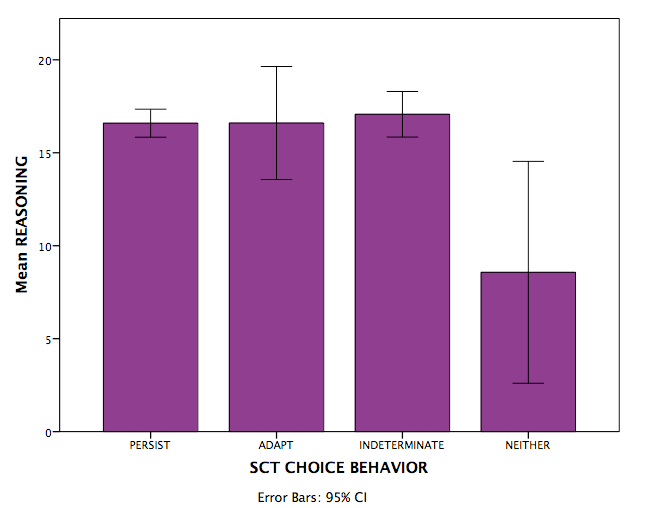 Mean REASONING
20
15
10
5
0
PERSIST
ADAPT
INDETERMINATE
NEITHER
SCT CHOICE BEHAVIOR
Error Bars: 95% CI